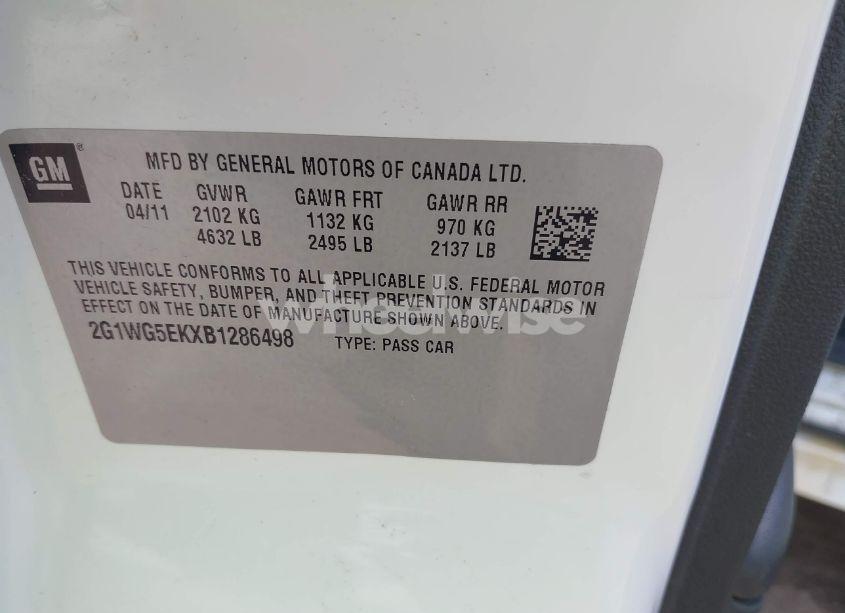 GM
®
MFD BY GENERAL MOTORS OF CANADA LTD.
DATE GVWR GAWR FRT GAWR RR
04/11 2102 KG 1132 KG 970 KG
4632 LB 2495 LB 2137 LB
THIS VEHICLE CONFORMS TO ALL APPLICABLE U.S. FEDERAL MOTOR
VEHICLE SAFETY, BUMPER, AND THEFT PREVENTION STANDARDS IN
EFFECT ON THE DATE OF MANUFACTURE SHOWN ABOVE.
2G1WG5EKXB1286498 TYPE: PASS CAR
wheelwise